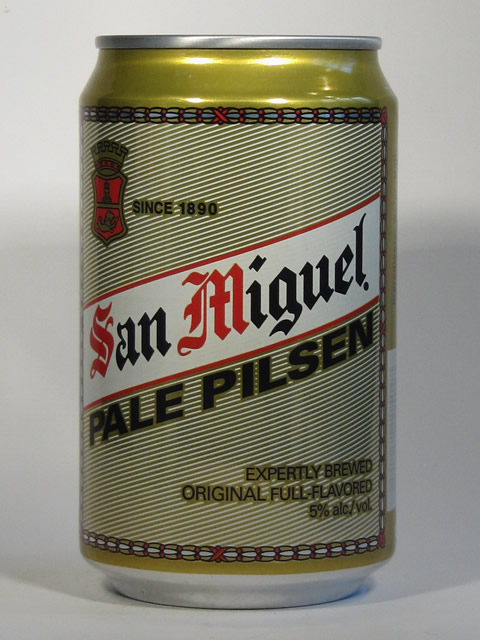 SINCE 1890
San Miguel
PALE PILSEN
EXPERTLY BREWED
ORIGINAL FULL-FLAVORED
5% alc./vol.